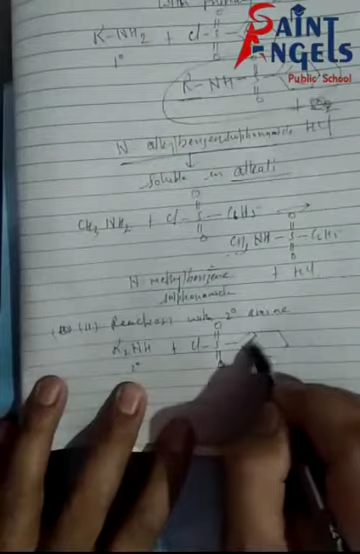 SAINT ANGELS
Public School
R-NH2 + Cl-S
1°
R-NH-S
O
+ HCl
N alkylbenzenesulphonamide
Soluble in alkali
O
CH3NH2 + Cl-S-C6H5 →
O
CH3NH-S-C6H5
O
N methylbenzene
sulphonamide
+ HCl
(II) Reaction with 2° amine
R2NH + Cl-S
O